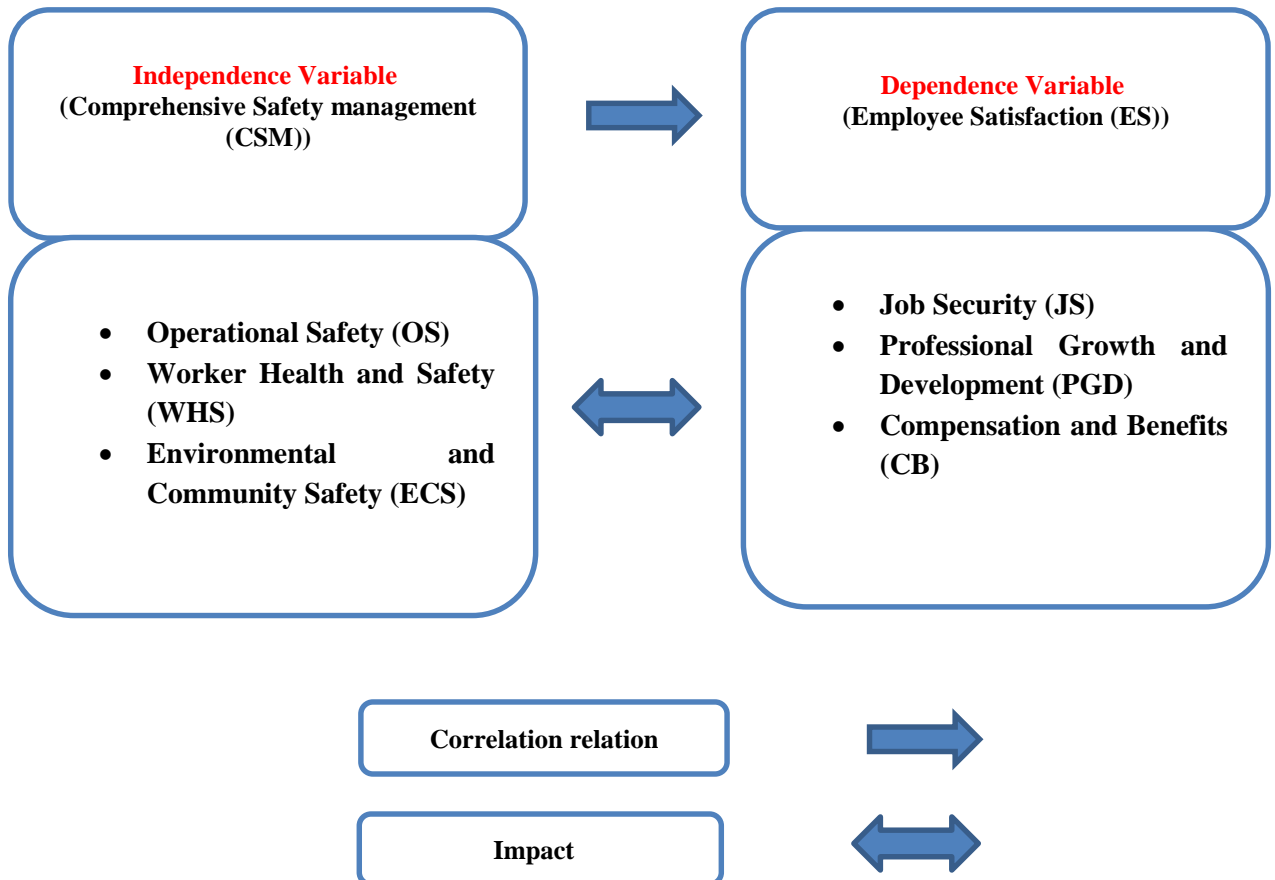 Independence Variable
(Comprehensive Safety management
(CSM))
Dependence Variable
(Employee Satisfaction (ES))
• Operational Safety (OS)
• Worker Health and Safety
(WHS)
• Environmental and
Community Safety (ECS)
• Job Security (JS)
• Professional Growth and
Development (PGD)
• Compensation and Benefits
(CB)
Correlation relation
Impact